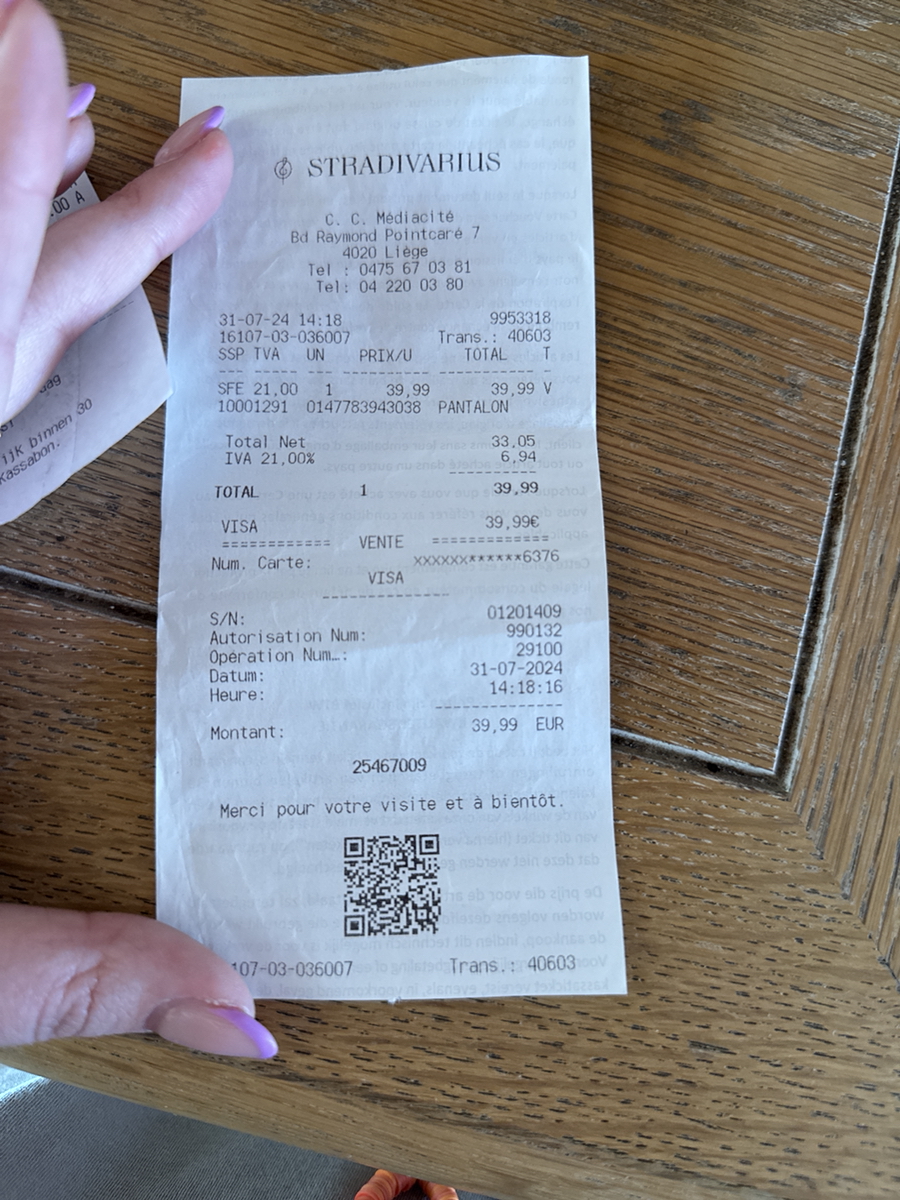 STRADIVARIUS
C. C. Médiacité
Bd Raymond Pointcaré 7
4020 Liège
Tel : 0475 67 03 81
Tel: 04 220 03 80
31-07-24 14:18 9953318
16107-03-036007 Trans.: 40603
SSP TVA UN PRIX/U TOTAL T
--- --- -- ------ ---------- -
SFE 21,00 1 39,99 39,99 V
10001291 0147783943038 PANTALON
Total Net 33,05
IVA 21,00% 6,94
----------
TOTAL 1 39,99
VISA 39,99€
============ VENTE =============
Num. Carte: XXXXXX******6376
VISA
--------------
S/N: 01201409
Autorisation Num: 990132
Opération Num…: 29100
Datum: 31-07-2024
Heure: 14:18:16
--------------
Montant: 39,99 EUR
25467009
Merci pour votre visite et à bientôt.
107-03-036007 Trans.: 40603
.00 A
binnen 30
kassabon.